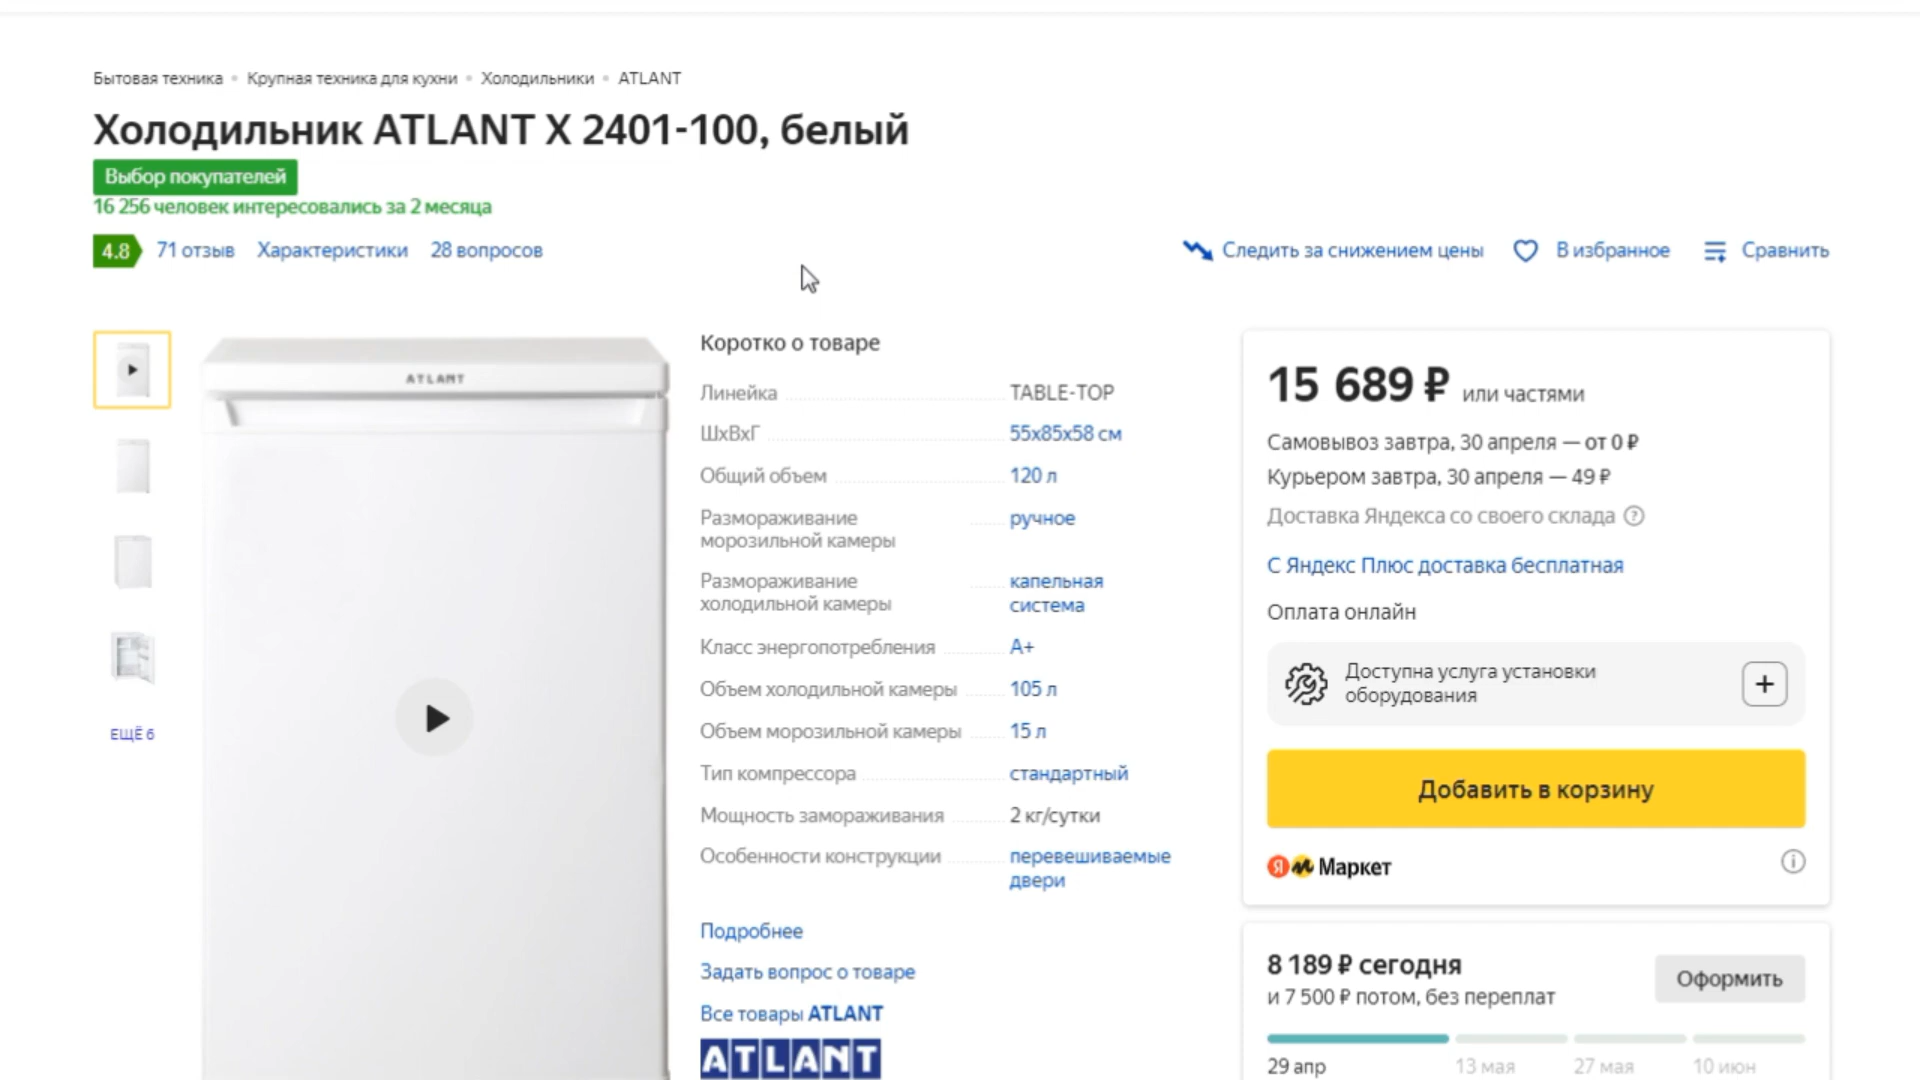 Бытовая техника • Крупная техника для кухни • Холодильники • ATLANT
Холодильник ATLANT X 2401-100, белый
Выбор покупателей
16 256 человек интересовались за 2 месяца
4.8 71 отзыв Характеристики 28 вопросов
Следить за снижением цены В избранное Сравнить
ATLANT
ЕЩЁ 6
Коротко о товаре
Линейка TABLE-TOP
ШхВхГ 55х85х58 см
Общий объем 120 л
Размораживание
морозильной камеры
ручное
Размораживание
холодильной камеры
капельная
система
Класс энергопотребления A+
Объем холодильной камеры 105 л
Объем морозильной камеры 15 л
Тип компрессора стандартный
Мощность замораживания 2 кг/сутки
Особенности конструкции перевешиваемые
двери
Подробнее
Задать вопрос о товаре
Все товары ATLANT
ATLANT
15 689 ₽ или частями
Самовывоз завтра, 30 апреля — от 0 ₽
Курьером завтра, 30 апреля — 49 ₽
Доставка Яндекса со своего склада ?
С Яндекс Плюс доставка бесплатная
Оплата онлайн
Доступна услуга установки
оборудования
+
Добавить в корзину
Я М Маркет
8 189 ₽ сегодня
и 7 500 ₽ потом, без переплат
Оформить
29 апр 13 мая 27 мая 10 июн